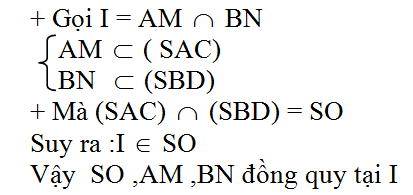 + Gọi I = AM ∩ BN
{ AM ⊂ ( SAC)
BN ⊂ (SBD)
+ Mà (SAC) ∩ (SBD) = SO
Suy ra :I ∈ SO
Vậy SO ,AM ,BN đồng quy tại I